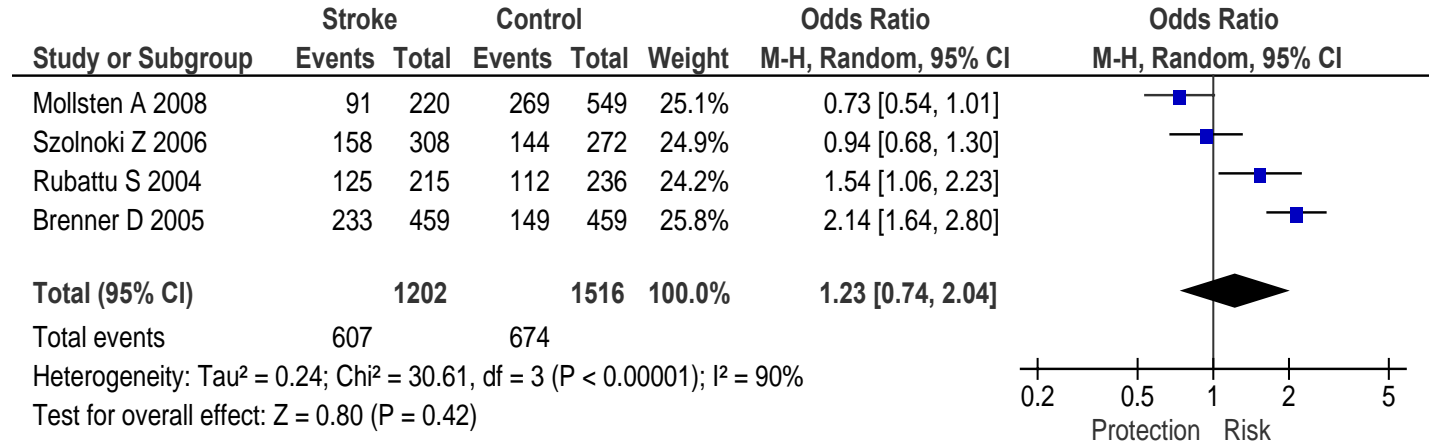 Stroke Control Odds Ratio Odds Ratio
Study or Subgroup Events Total Events Total Weight M-H, Random, 95% CI M-H, Random, 95% CI
Mollsten A 2008 91 220 269 549 25.1% 0.73 [0.54, 1.01]
Szolnoki Z 2006 158 308 144 272 24.9% 0.94 [0.68, 1.30]
Rubattu S 2004 125 215 112 236 24.2% 1.54 [1.06, 2.23]
Brenner D 2005 233 459 149 459 25.8% 2.14 [1.64, 2.80]
Total (95% CI) 1202 1516 100.0% 1.23 [0.74, 2.04]
Total events 607 674
Heterogeneity: Tau² = 0.24; Chi² = 30.61, df = 3 (P < 0.00001); I² = 90%
Test for overall effect: Z = 0.80 (P = 0.42)
0.2 0.5 1 2 5
Protection Risk